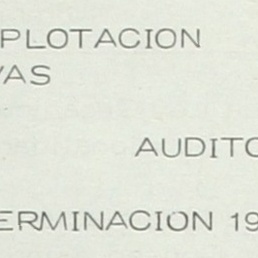 PLOTACION
VAS
AUDITO
ERMINACION 19